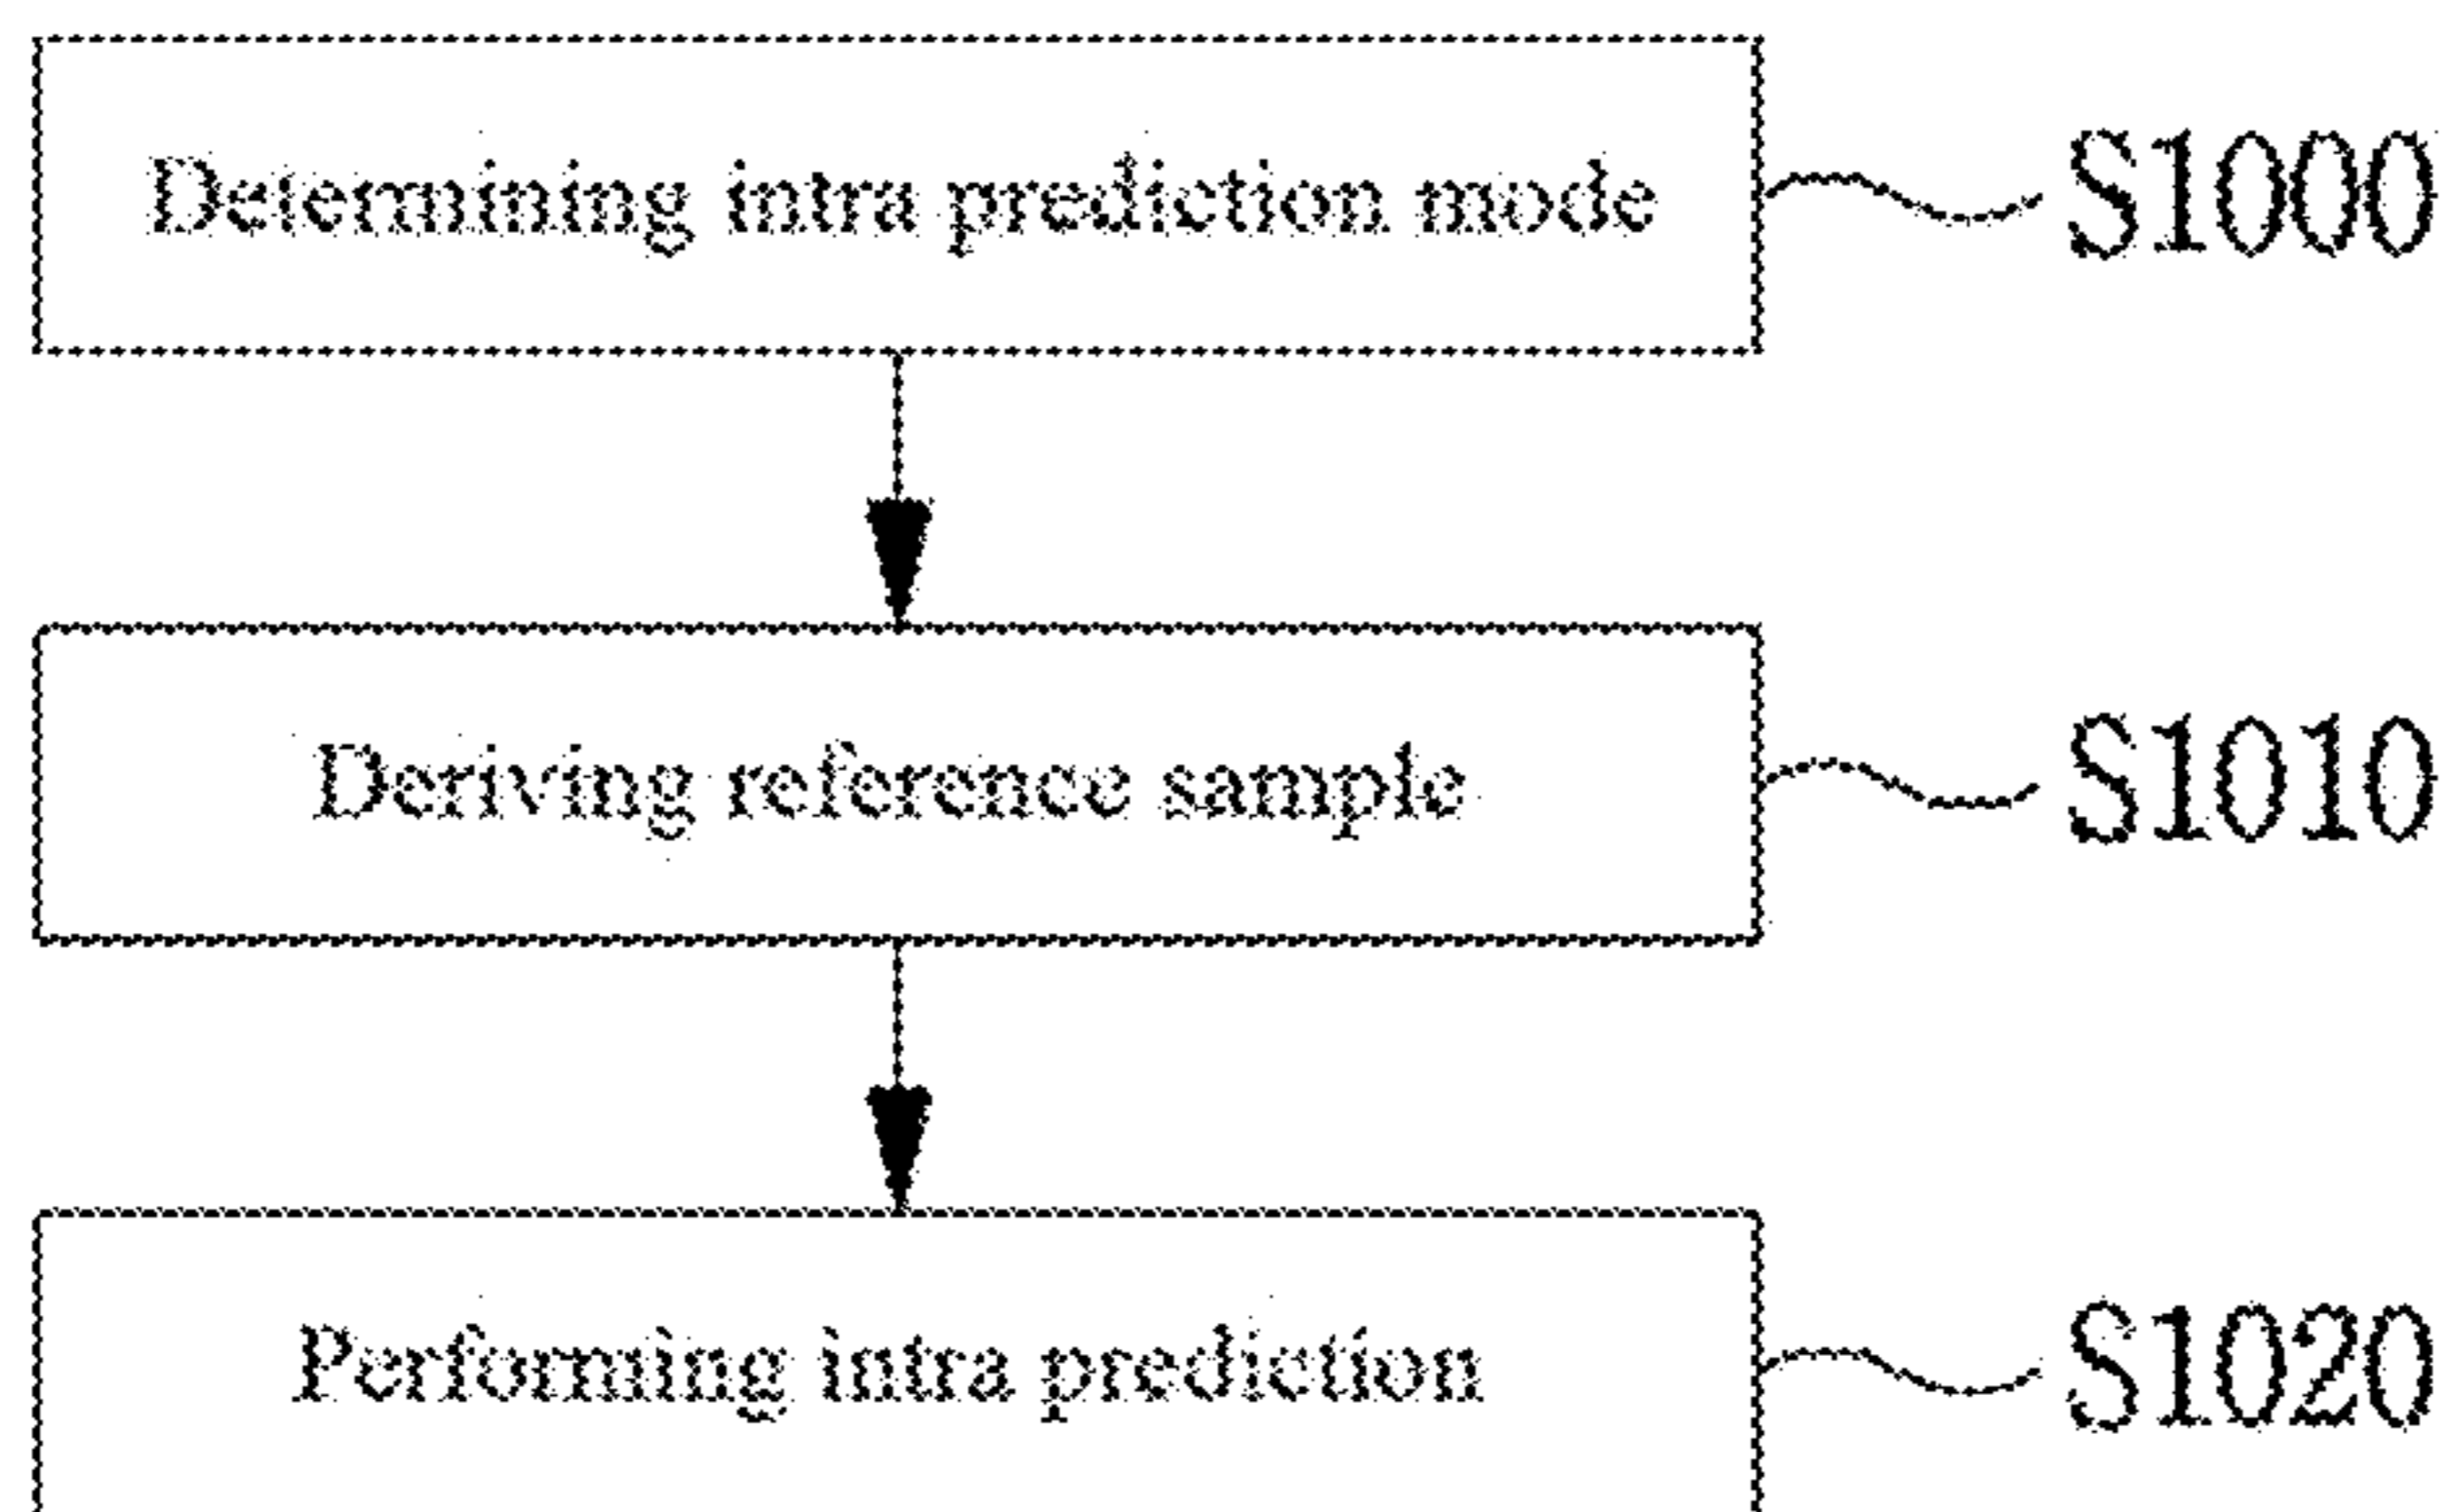 Determining intra prediction mode S1000
Deriving reference sample S1010
Performing intra prediction S1020